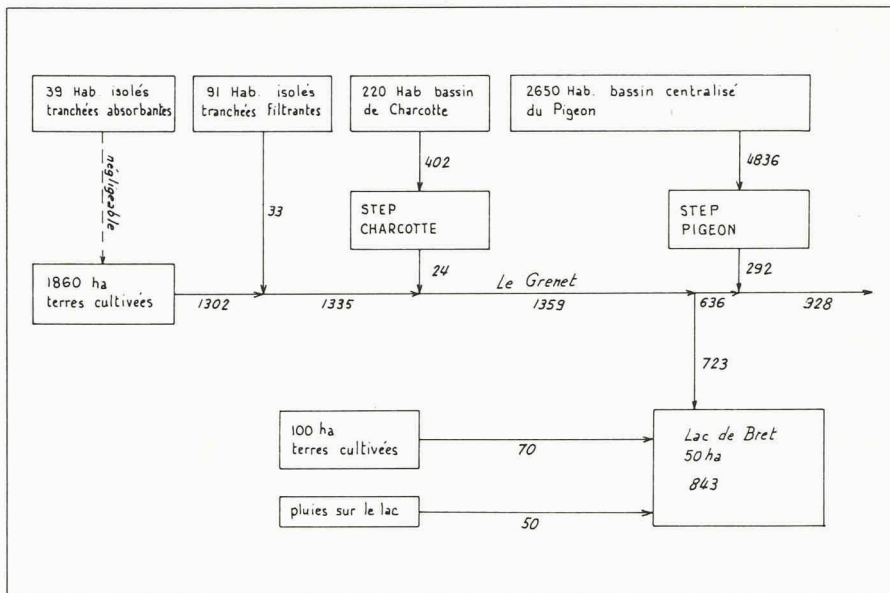 39 Hab. isolés
tranchées absorbantes
91 Hab. isolés
tranchées filtrantes
220 Hab bassin
de Charcotte
2650 Hab. bassin centralisé
du Pigeon
négligeable
33
402
4836
STEP
CHARCOTTE
STEP
PIGEON
24
292
1860 ha
terres cultivées
Le Grenet
1302
1335
1359
636
928
723
100 ha
terres cultivées
70
Lac de Bret
50 ha
843
pluies sur le lac
50